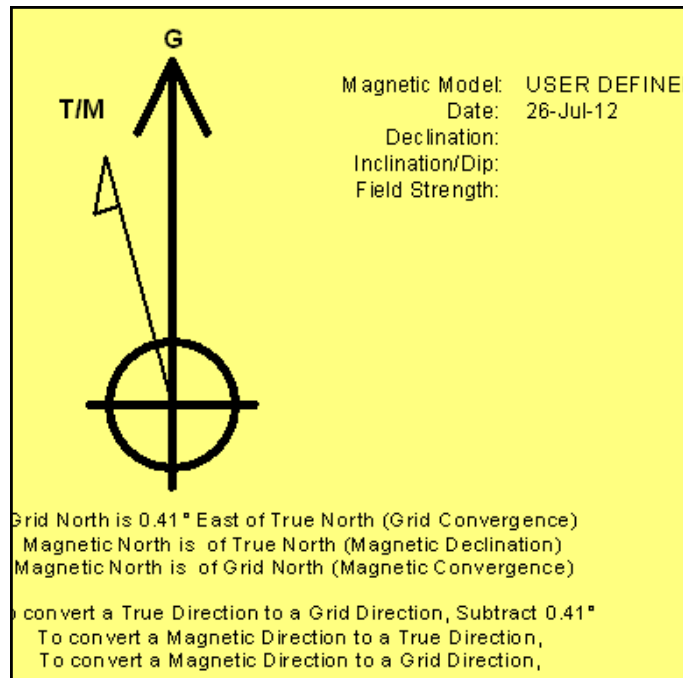 G
T/M
Magnetic Model: USER DEFINE
Date: 26-Jul-12
Declination:
Inclination/Dip:
Field Strength:
Grid North is 0.41° East of True North (Grid Convergence)
Magnetic North is of True North (Magnetic Declination)
Magnetic North is of Grid North (Magnetic Convergence)
o convert a True Direction to a Grid Direction, Subtract 0.41°
To convert a Magnetic Direction to a True Direction,
To convert a Magnetic Direction to a Grid Direction,